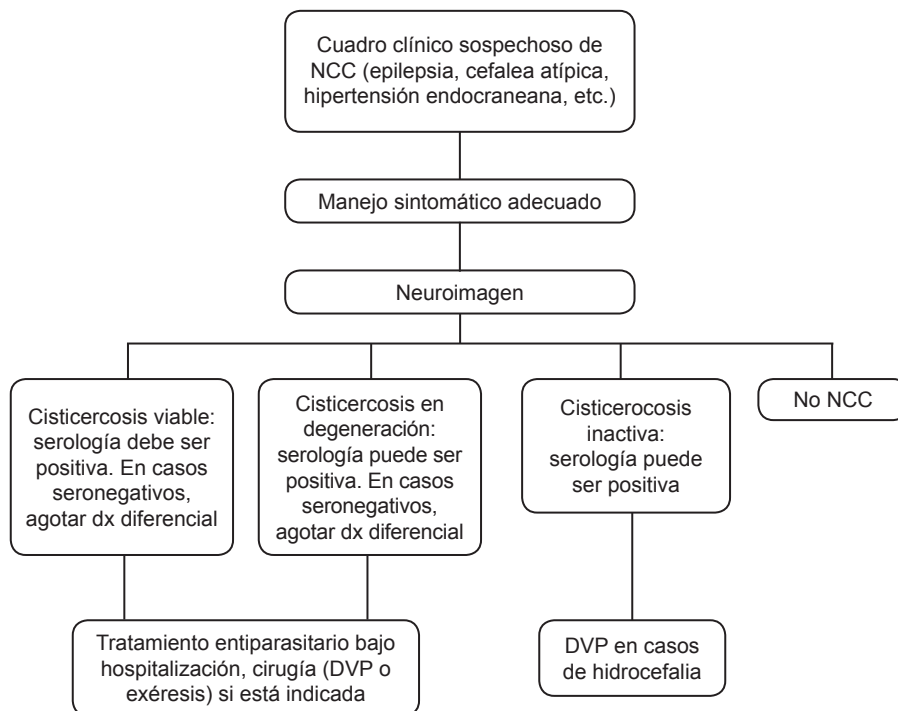 Cuadro clínico sospechoso de
NCC (epilepsia, cefalea atípica,
hipertensión endocraneana, etc.)
Manejo sintomático adecuado
Neuroimagen
Cisticercosis viable:
serología debe ser
positiva. En casos
seronegativos,
agotar dx diferencial
Cisticercosis en
degeneración:
serología puede ser
positiva. En casos
seronegativos,
agotar dx diferencial
Cisticerocosis
inactiva:
serología puede
ser positiva
No NCC
Tratamiento entiparasitario bajo
hospitalización, cirugía (DVP o
exéresis) si está indicada
DVP en casos
de hidrocefalia